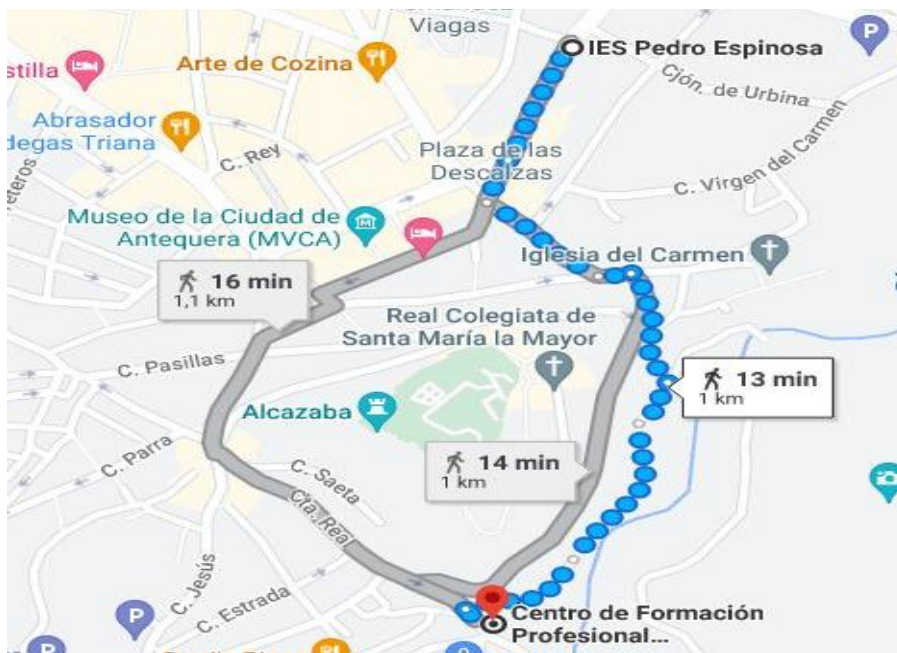 Viagas
IES Pedro Espinosa
Arte de Cozina
stilla
Cjón. de Urbina
Abrasador
degas Triana
C. Rey
Plaza de las
Descalzas
C. Virgen del Carmen
Museo de la Ciudad de
Antequera (MVCA)
Iglesia del Carmen
16 min
1,1 km
Real Colegiata de
Santa María la Mayor
C. Pasillas
13 min
1 km
Alcazaba
14 min
1 km
C. Parra
C. Saeta
Cta. Real
C. Jesús
C. Estrada
Centro de Formación
Profesional...
P
P
P